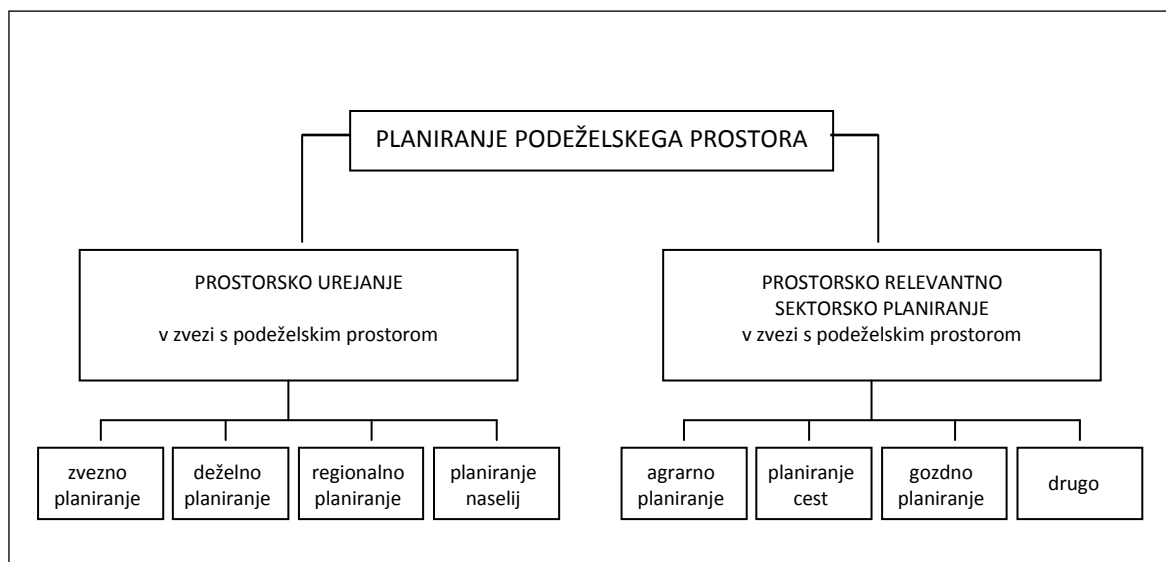 PLANIRANJE PODEŽELSKEGA PROSTORA
PROSTORSKO UREJANJE
v zvezi s podeželskim prostorom
PROSTORSKO RELEVANTNO
SEKTORSKO PLANIRANJE
v zvezi s podeželskim prostorom
zvezno
planiranje
deželno
planiranje
regionalno
planiranje
planiranje
naselij
agrarno
planiranje
planiranje
cest
gozdno
planiranje
drugo